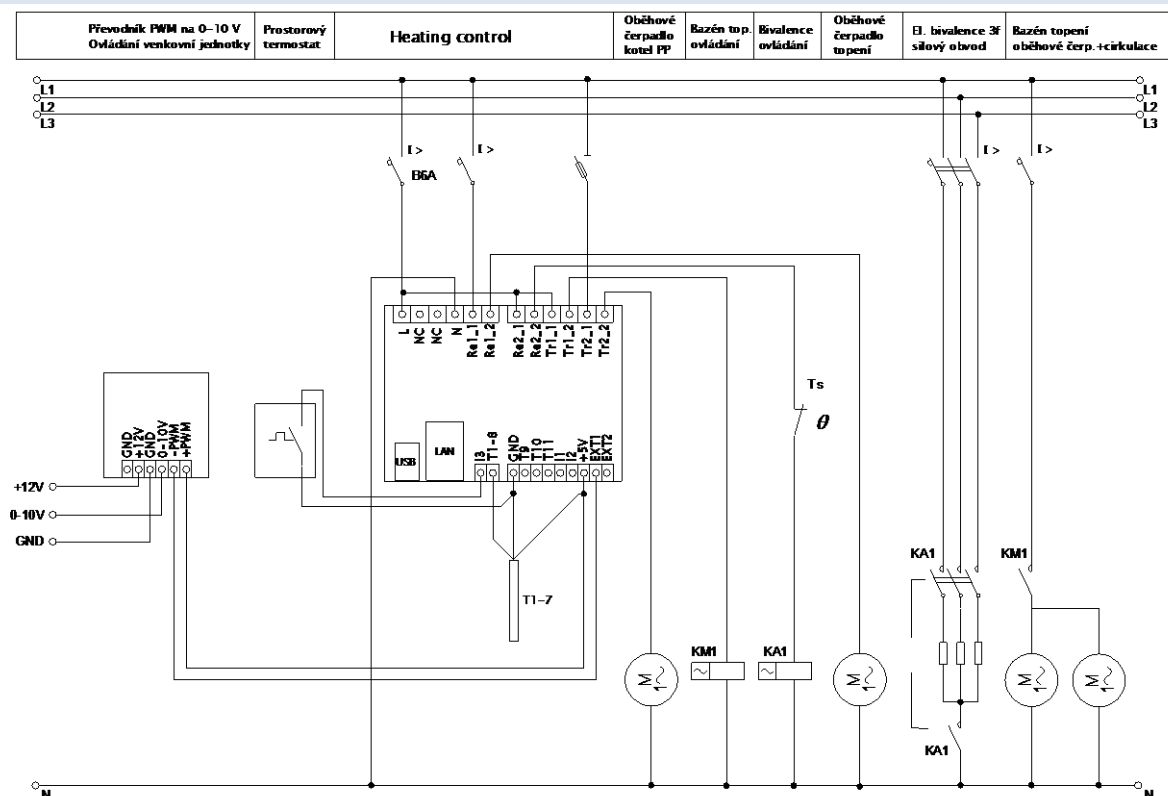 Převodník PWM na 0-10 V
Ovládání venkovní jednotky
Prostorový
termostat
Heating control
Oběhové
čerpadlo
kotel PP
Bazén top.
ovládání
Bivalence
ovládání
Oběhové
čerpadlo
topení
El. bivalence 3f
silový obvod
Bazén topení
oběhové čerp.+cirkulace
L1
L2
L3
L1
L2
L3
I >
B6A
I >
I >
I >
L
NC
NC
N
Re1_1
Re1_2
Re2_1
Re2_2
Tr1_1
Tr1_2
Tr2_1
Tr2_2
USB
LAN
I3
T1-8
GND
T9
T10
T11
I1
I2
+5V
EXT1
EXT2
GND
+12V
GND
0-10V
-PWM
+PWM
+12V
0-10V
GND
Ts
θ
T1-7
KA1
KM1
KM1
KA1
M
M
M
M
KA1
N
N